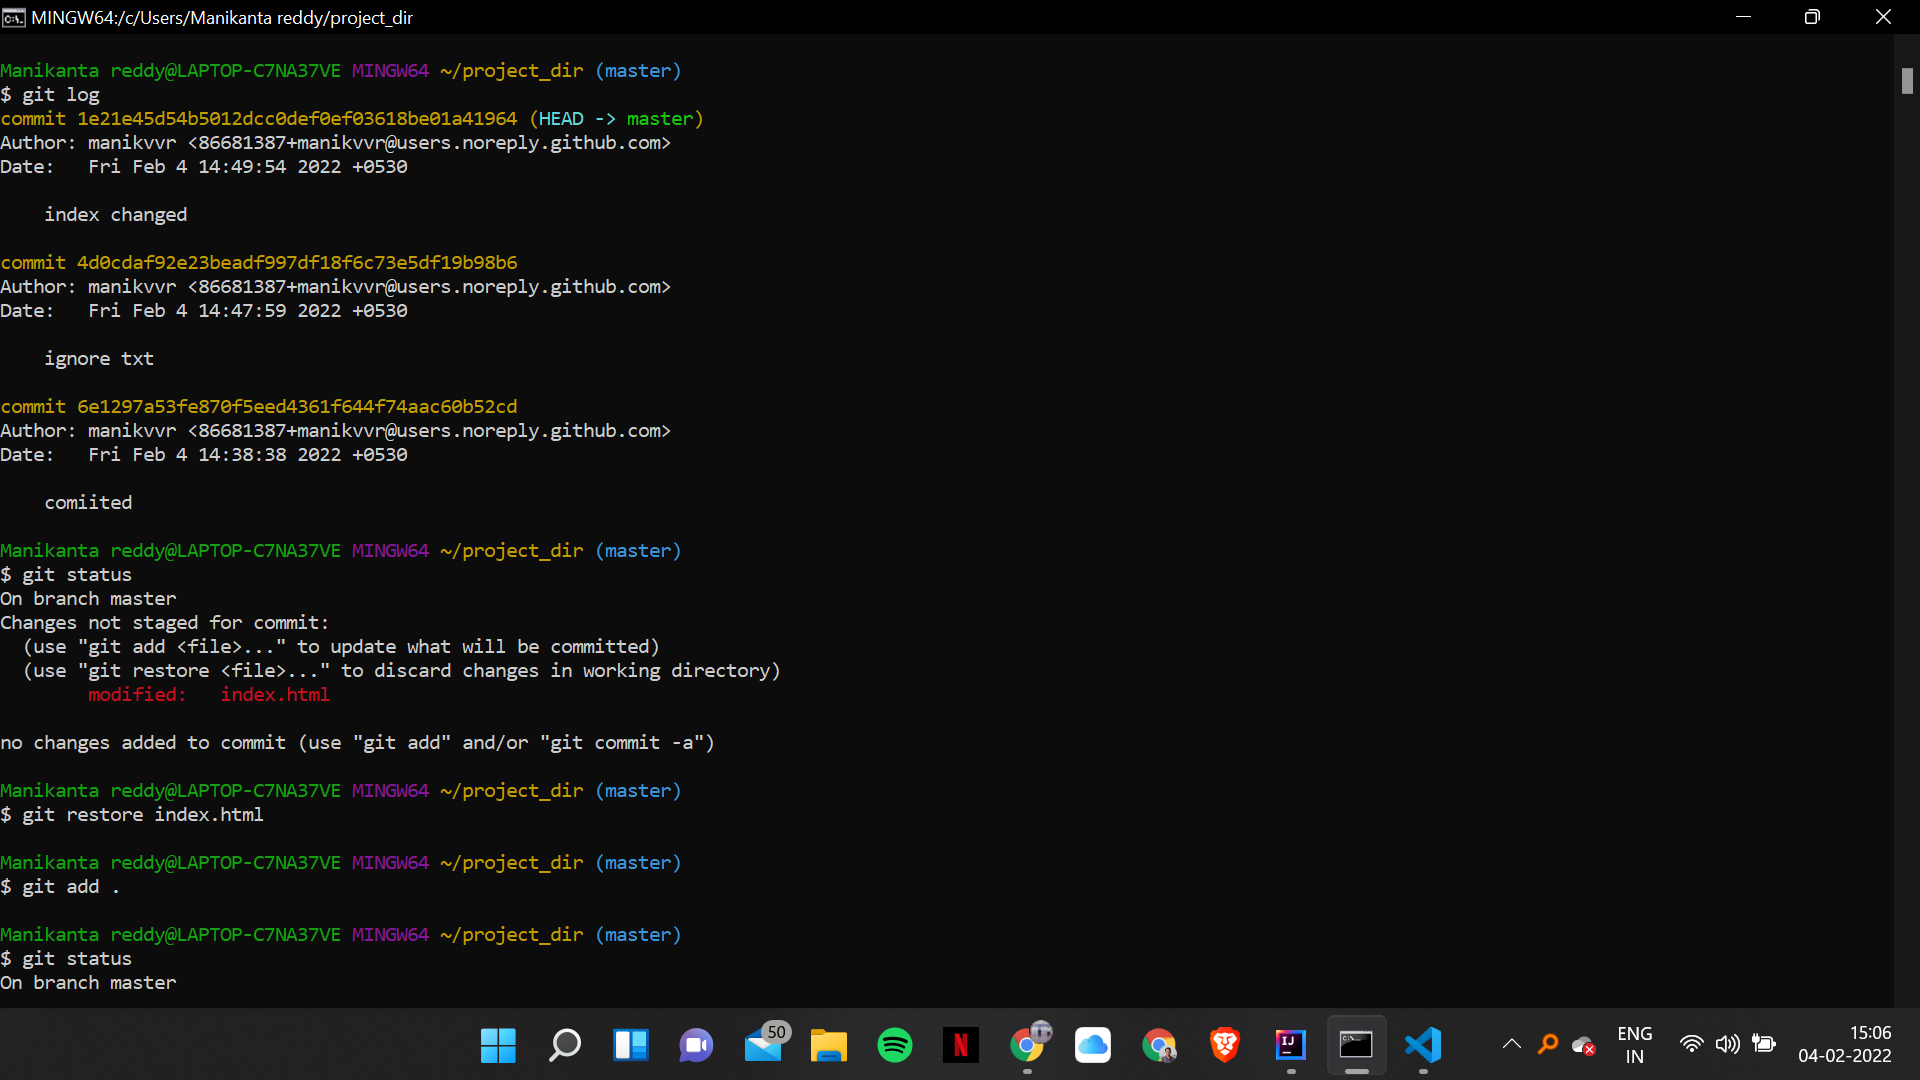 MINGW64:/c/Users/Manikanta reddy/project_dir
Manikanta reddy@LAPTOP-C7NA37VE MINGW64 ~/project_dir (master)
$ git log
commit 1e21e45d54b5012dcc0def0ef03618be01a41964 (HEAD -> master)
Author: manikvvr <86681387+manikvvr@users.noreply.github.com>
Date:   Fri Feb 4 14:49:54 2022 +0530
    index changed
commit 4d0cdaf92e23beadf997df18f6c73e5df19b98b6
Author: manikvvr <86681387+manikvvr@users.noreply.github.com>
Date:   Fri Feb 4 14:47:59 2022 +0530
    ignore txt
commit 6e1297a53fe870f5eed4361f644f74aac60b52cd
Author: manikvvr <86681387+manikvvr@users.noreply.github.com>
Date:   Fri Feb 4 14:38:38 2022 +0530
    comiited
Manikanta reddy@LAPTOP-C7NA37VE MINGW64 ~/project_dir (master)
$ git status
On branch master
Changes not staged for commit:
  (use "git add <file>..." to update what will be committed)
  (use "git restore <file>..." to discard changes in working directory)
        modified:   index.html
no changes added to commit (use "git add" and/or "git commit -a")
Manikanta reddy@LAPTOP-C7NA37VE MINGW64 ~/project_dir (master)
$ git restore index.html
Manikanta reddy@LAPTOP-C7NA37VE MINGW64 ~/project_dir (master)
$ git add .
Manikanta reddy@LAPTOP-C7NA37VE MINGW64 ~/project_dir (master)
$ git status
On branch master
50
N
IJ
ENG
IN
15:06
04-02-2022